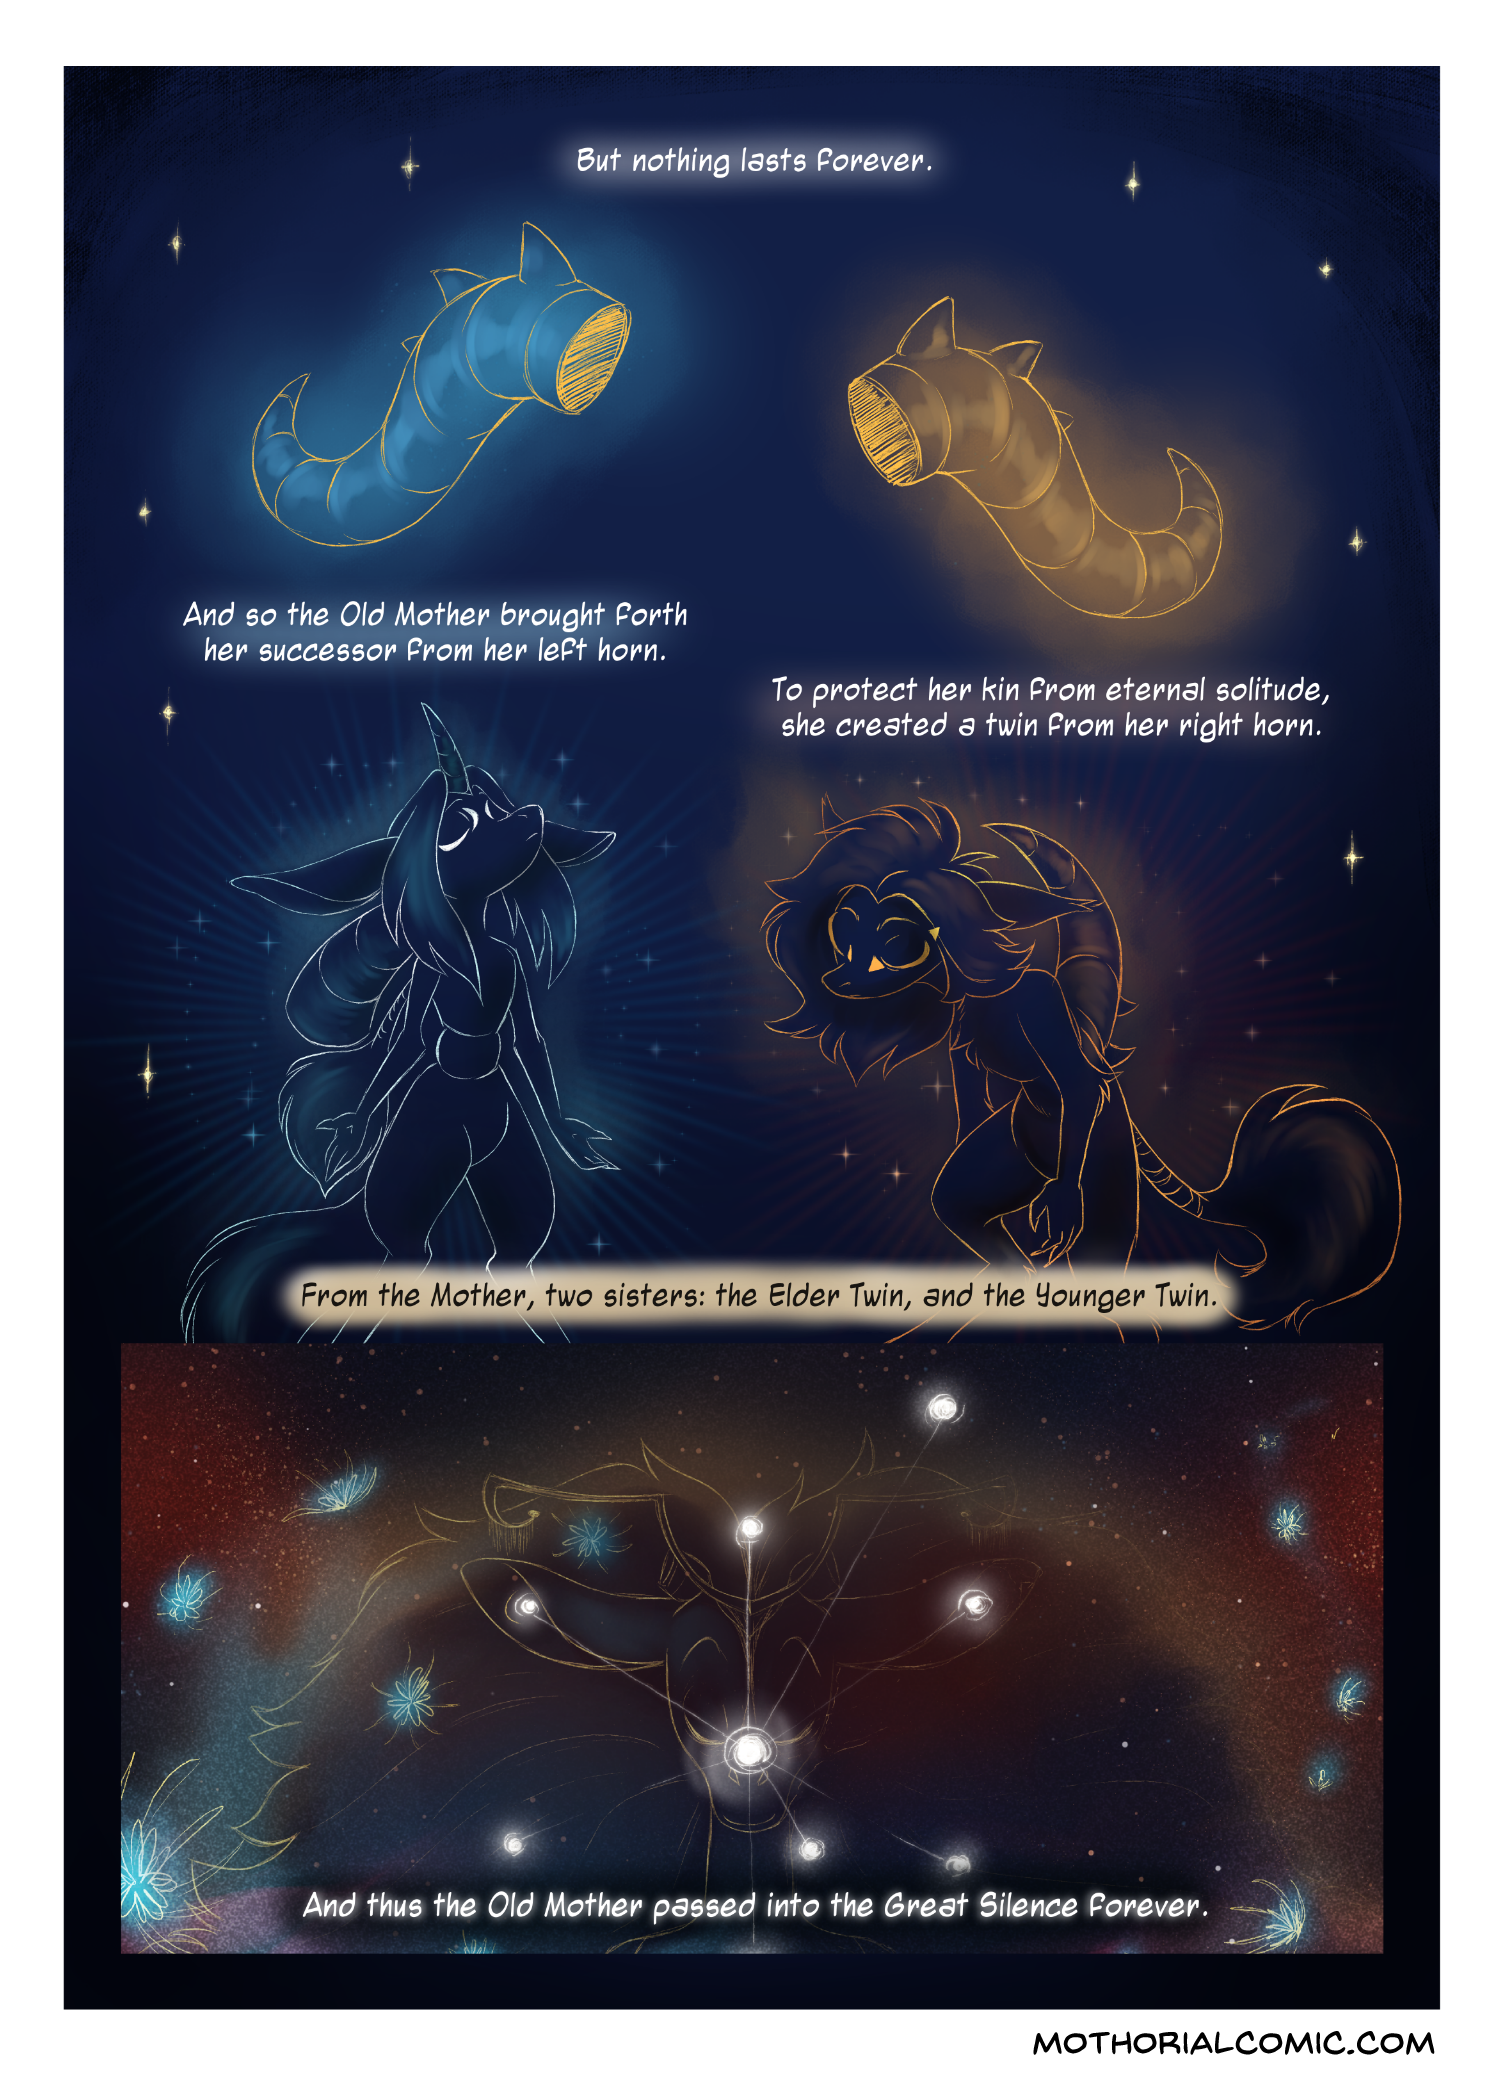 But nothing lasts forever.
And so the Old Mother brought forth
her successor from her left horn.
To protect her kin from eternal solitude,
she created a twin from her right horn.
From the Mother, two sisters: the Elder Twin, and the Younger Twin.
And thus the Old Mother passed into the Great Silence forever.
MOTHORIALCOMIC.COM